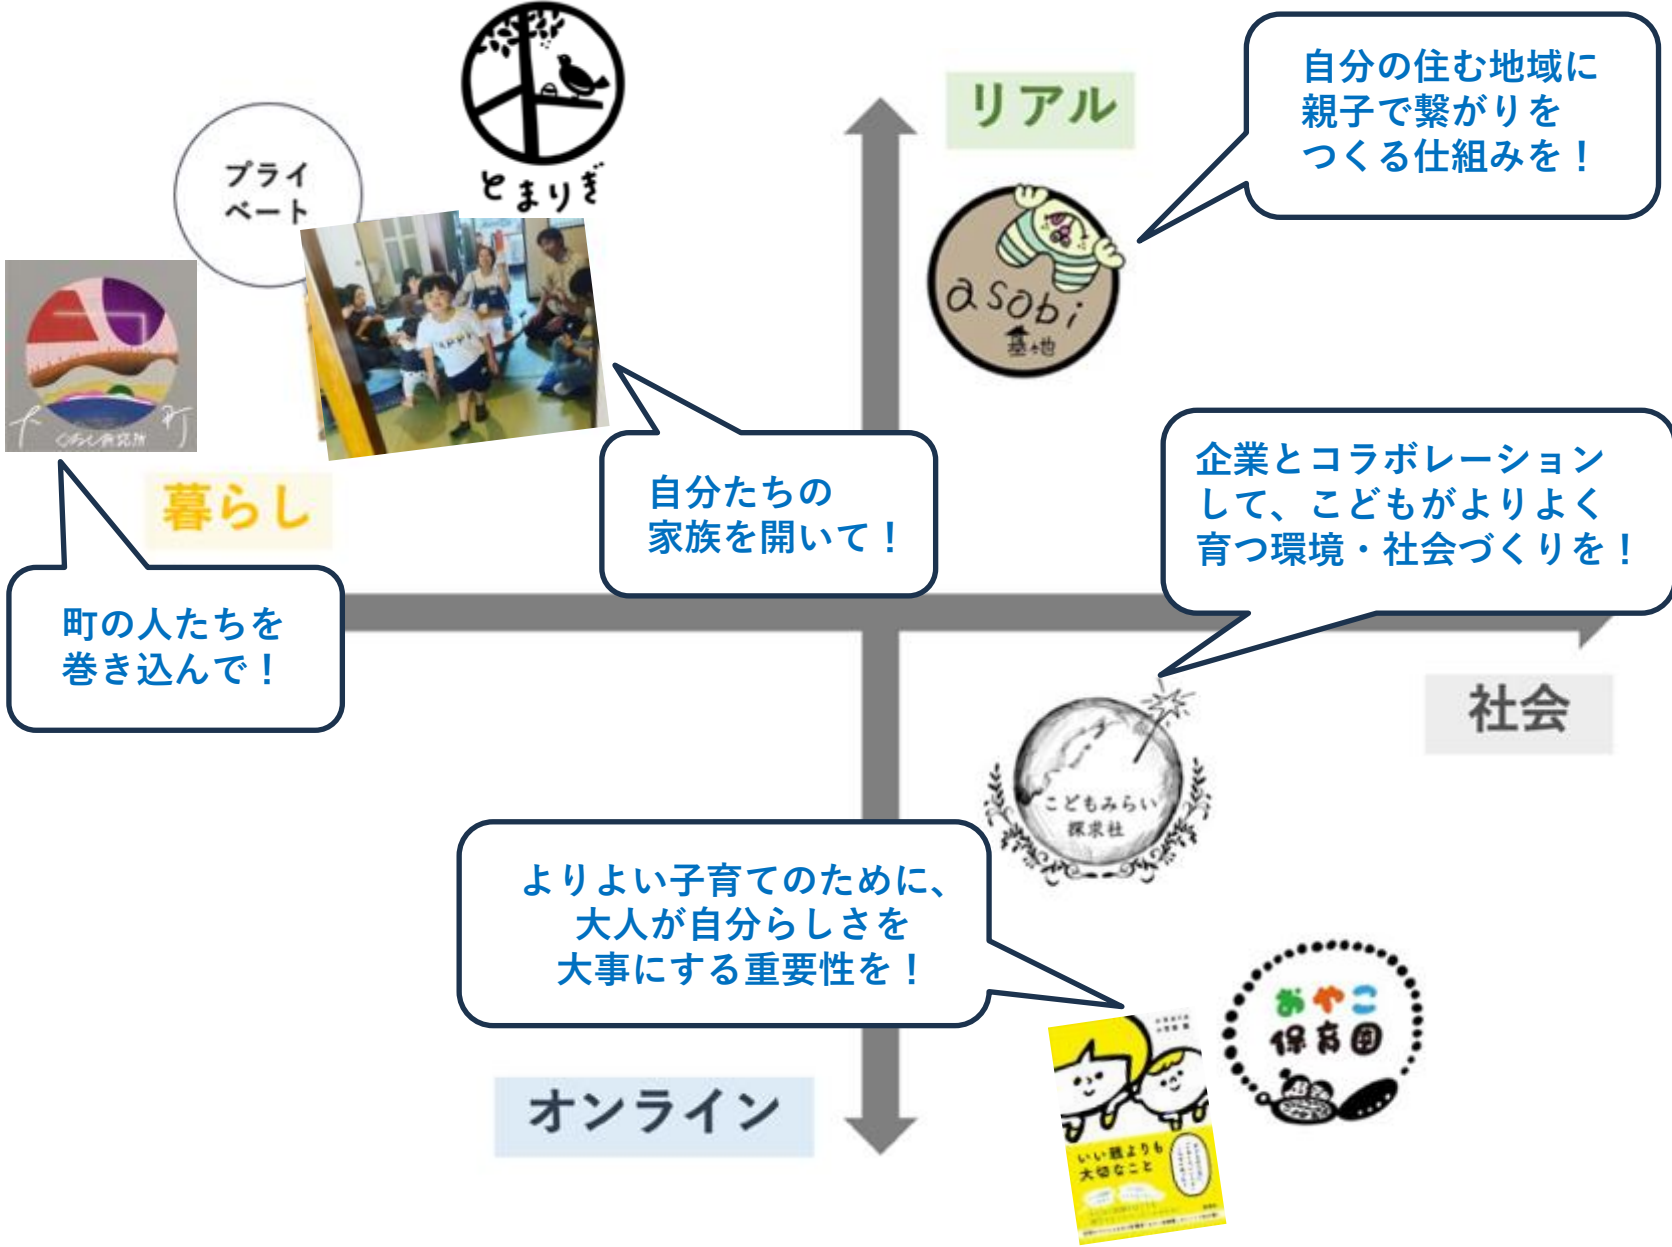 とまりぎ
リアル
自分の住む地域に
親子で繋がりを
つくる仕組みを！
プライ
ベート
asobi
基地
くらし研究所
町
暮らし
自分たちの
家族を開いて！
企業とコラボレーション
して、こどもがよりよく
育つ環境・社会づくりを！
町の人たちを
巻き込んで！
社会
こどもみらい
探求社
よりよい子育てのために、
大人が自分らしさを
大事にする重要性を！
おやこ
保育園
オンライン
いい親よりも
大切なこと